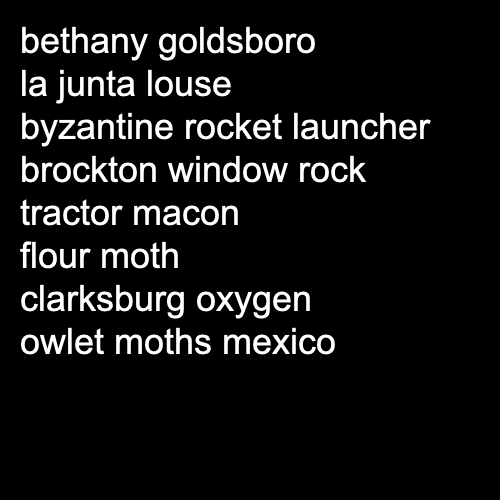 bethany goldsboro
la junta louse
byzantine rocket launcher
brockton window rock
tractor macon
flour moth
clarksburg oxygen
owlet moths mexico